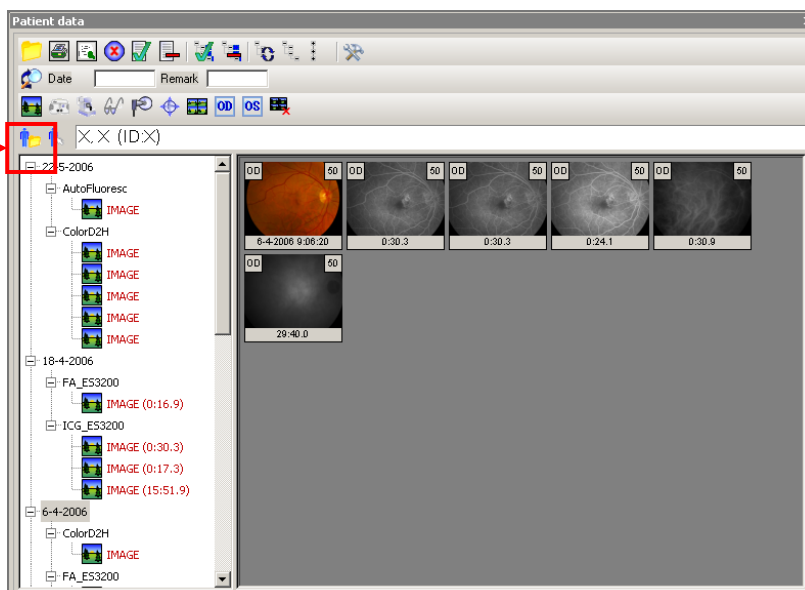 Patient data
Date Remark
OD OS
X, X (ID:X)
22-5-2006
AutoFluoresc
IMAGE
ColorD2H
IMAGE
IMAGE
IMAGE
IMAGE
IMAGE
18-4-2006
FA_ES3200
IMAGE (0:16.9)
ICG_ES3200
IMAGE (0:30.3)
IMAGE (0:17.3)
IMAGE (15:51.9)
6-4-2006
ColorD2H
IMAGE
FA_ES3200
OD 50 OD 50 OD 50 OD 50 OD 50
6-4-2006 9:06:20 0:30.3 0:30.3 0:24.1 0:30.9
OD 50
29:40.0